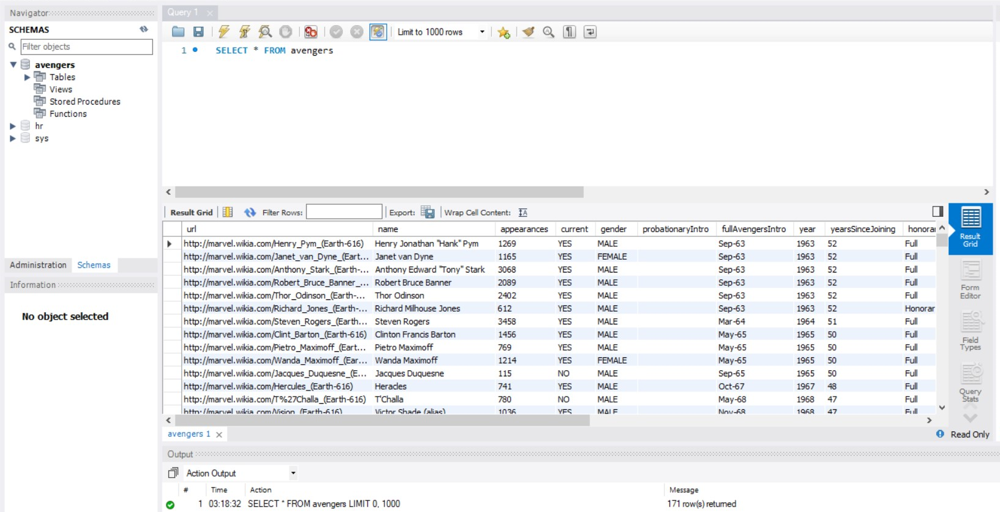 Navigator
SCHEMAS
Filter objects
avengers
Tables
Views
Stored Procedures
Functions
hr
sys
Administration Schemas
Information
No object selected
Query 1
Limit to 1000 rows
1 SELECT * FROM avengers
Result Grid Filter Rows: Export: Wrap Cell Content:
url name appearances current gender probationaryIntro fullAvengersIntro year yearsSinceJoining honorar
http://marvel.wikia.com/Henry_Pym_(Earth-616) Henry Jonathan "Hank" Pym 1269 YES MALE Sep-63 1963 52 Full
http://marvel.wikia.com/Janet_van_Dyne_(Eart... Janet van Dyne 1165 YES FEMALE Sep-63 1963 52 Full
http://marvel.wikia.com/Anthony_Stark_(Earth-... Anthony Edward "Tony" Stark 3068 YES MALE Sep-63 1963 52 Full
http://marvel.wikia.com/Robert_Bruce_Banner_... Robert Bruce Banner 2089 YES MALE Sep-63 1963 52 Full
http://marvel.wikia.com/Thor_Odinson_(Earth-... Thor Odinson 2402 YES MALE Sep-63 1963 52 Full
http://marvel.wikia.com/Richard_Jones_(Earth-... Richard Milhouse Jones 612 YES MALE Sep-63 1963 52 Honorar
http://marvel.wikia.com/Steven_Rogers_(Earth... Steven Rogers 3458 YES MALE Mar-64 1964 51 Full
http://marvel.wikia.com/Clint_Barton_(Earth-616) Clinton Francis Barton 1456 YES MALE May-65 1965 50 Full
http://marvel.wikia.com/Pietro_Maximoff_(Eart... Pietro Maximoff 769 YES MALE May-65 1965 50 Full
http://marvel.wikia.com/Wanda_Maximoff_(Ear... Wanda Maximoff 1214 YES FEMALE May-65 1965 50 Full
http://marvel.wikia.com/Jacques_Duquesne_(E... Jacques Duquesne 115 NO MALE Sep-65 1965 50 Full
http://marvel.wikia.com/Hercules_(Earth-616) Heracles 741 YES MALE Oct-67 1967 48 Full
http://marvel.wikia.com/T%27Challa_(Earth-616) T'Challa 780 NO MALE May-68 1968 47 Full
http://marvel.wikia.com/Vision_(Earth-616) Victor Shade (alias) 1036 YES MALE Nov-68 1968 47 Full
Result
Grid
Form
Editor
Field
Types
Query
Stats
avengers 1 Read Only
Output
Action Output
# Time Action Message
1 03:18:32 SELECT * FROM avengers LIMIT 0, 1000 171 row(s) returned